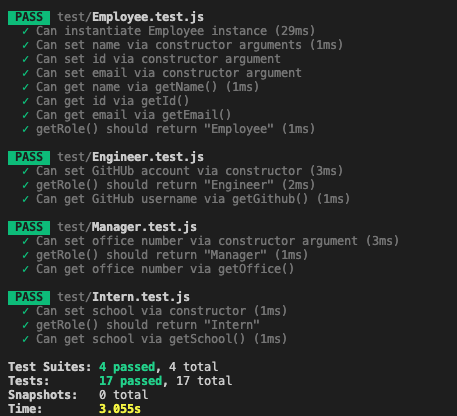 PASS test/Employee.test.js
✓ Can instantiate Employee instance (29ms)
✓ Can set name via constructor arguments (1ms)
✓ Can set id via constructor argument
✓ Can set email via constructor argument
✓ Can get name via getName() (1ms)
✓ Can get id via getId()
✓ Can get email via getEmail()
✓ getRole() should return "Employee" (1ms)
PASS test/Engineer.test.js
✓ Can set GitHUb account via constructor (3ms)
✓ getRole() should return "Engineer" (2ms)
✓ Can get GitHub username via getGithub() (1ms)
PASS test/Manager.test.js
✓ Can set office number via constructor argument (3ms)
✓ getRole() should return "Manager" (1ms)
✓ Can get office number via getOffice()
PASS test/Intern.test.js
✓ Can set school via constructor (1ms)
✓ getRole() should return "Intern"
✓ Can get school via getSchool() (1ms)
Test Suites: 4 passed, 4 total
Tests: 17 passed, 17 total
Snapshots: 0 total
Time: 3.055s